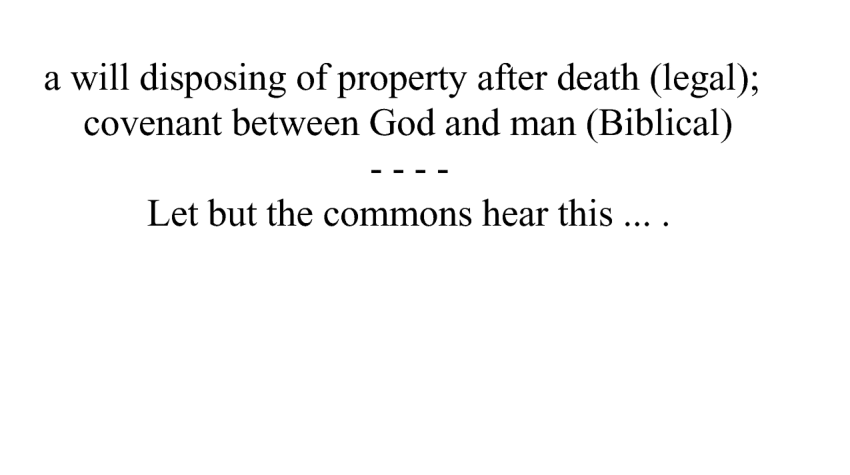 a will disposing of property after death (legal);
covenant between God and man (Biblical)
- - - -
Let but the commons hear this ... .